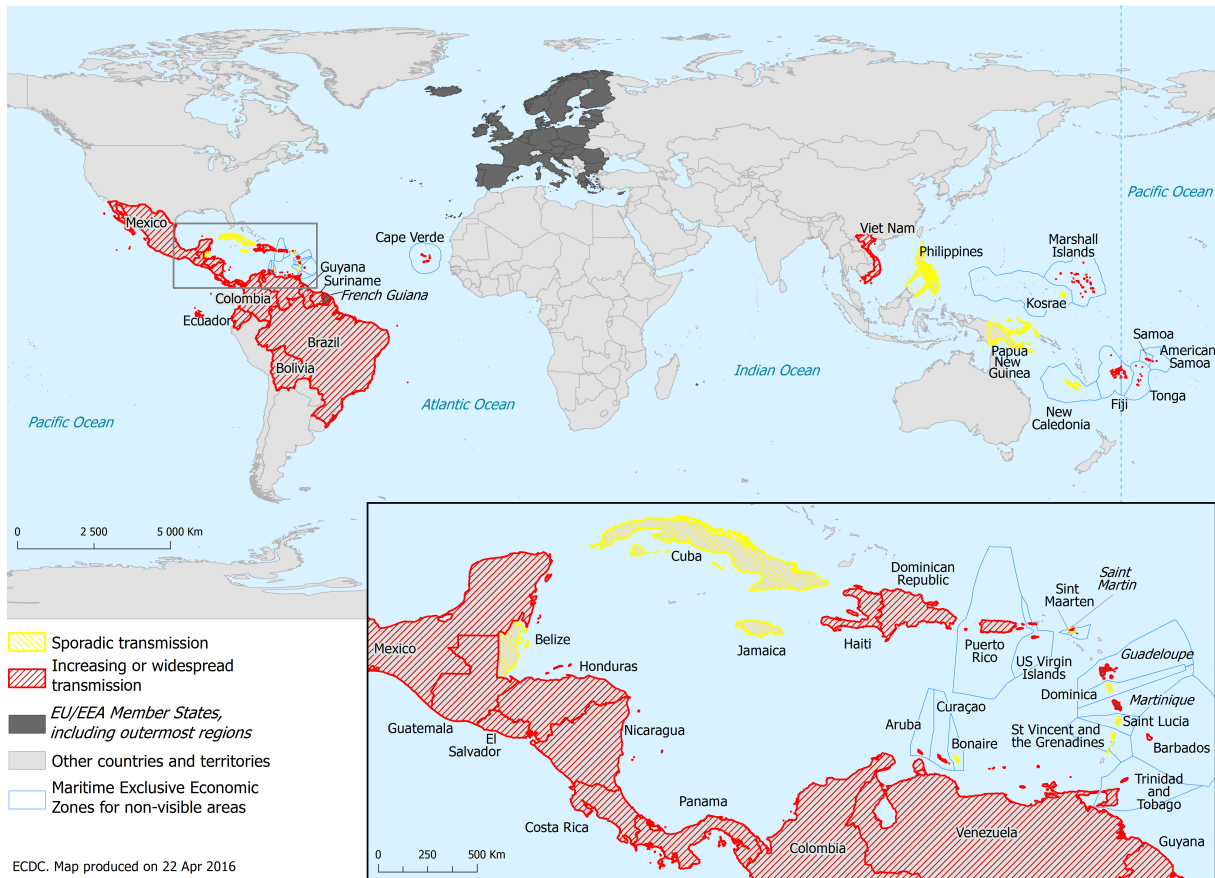 Pacific Ocean
Mexico
Cape Verde
Viet Nam
Philippines
Marshall
Islands
Guyana
Suriname
French Guiana
Colombia
Ecuador
Kosrae
Brazil
Bolivia
Papua
New
Guinea
Samoa
American
Samoa
Indian Ocean
Atlantic Ocean
Pacific Ocean
New
Caledonia
Fiji
Tonga
0 2 500 5 000 Km
Sporadic transmission
Increasing or widespread
transmission
EU/EEA Member States,
including outermost regions
Other countries and territories
Maritime Exclusive Economic
Zones for non-visible areas
ECDC. Map produced on 22 Apr 2016
Cuba
Dominican
Republic
Saint
Martin
Sint
Maarten
Mexico
Belize
Jamaica
Haiti
Puerto
Rico
US Virgin
Islands
Guadeloupe
Honduras
Dominica
Martinique
Guatemala
El
Salvador
Nicaragua
Aruba
Curaçao
Bonaire
St Vincent and
the Grenadines
Saint Lucia
Barbados
Trinidad
and
Tobago
Costa Rica
Panama
Colombia
Venezuela
Guyana
0 250 500 Km